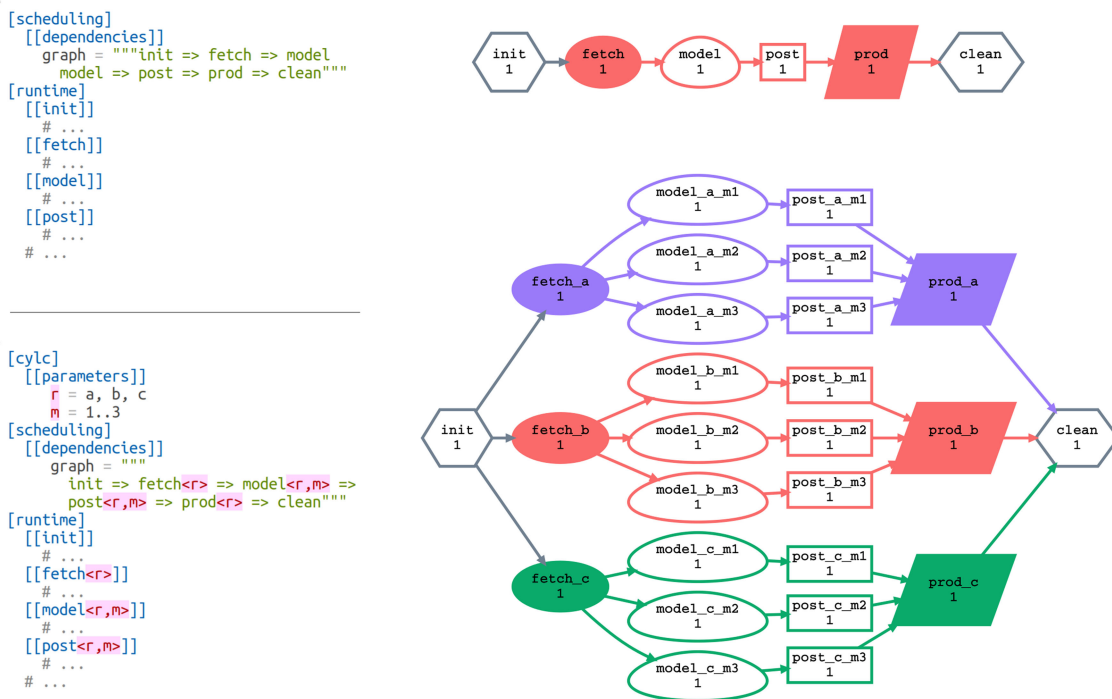 [scheduling]
[[dependencies]]
graph = """init => fetch => model
model => post => prod => clean"""
[runtime]
[[init]]
# ...
[[fetch]]
# ...
[[model]]
# ...
[[post]]
# ...
# ...
init
1
fetch
1
model
1
post
1
prod
1
clean
1
[cylc]
[[parameters]]
r = a, b, c
m = 1..3
[scheduling]
[[dependencies]]
graph = """
init => fetch<r> => model<r,m> =>
post<r,m> => prod<r> => clean"""
[runtime]
[[init]]
# ...
[[fetch<r>]]
# ...
[[model<r,m>]]
# ...
[[post<r,m>]]
# ...
# ...
init
1
fetch_a
1
model_a_m1
1
post_a_m1
1
model_a_m2
1
post_a_m2
1
model_a_m3
1
post_a_m3
1
prod_a
1
fetch_b
1
model_b_m1
1
post_b_m1
1
model_b_m2
1
post_b_m2
1
model_b_m3
1
post_b_m3
1
prod_b
1
fetch_c
1
model_c_m1
1
post_c_m1
1
model_c_m2
1
post_c_m2
1
model_c_m3
1
post_c_m3
1
prod_c
1
clean
1